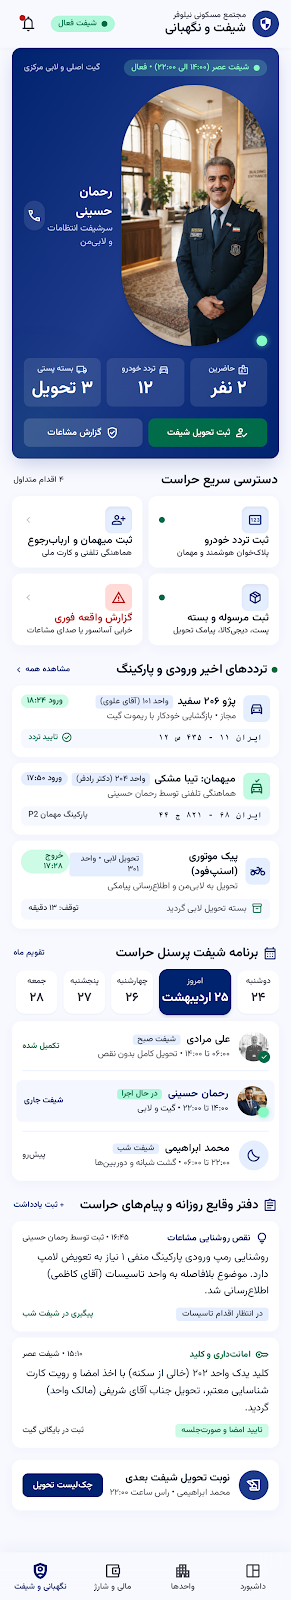 مجتمع مسکونی نیلوفر
شیفت و نگهبانی
شیفت فعال
شیفت عصر (۱۴:۰۰ الی ۲۲:۰۰) • فعال
گیت اصلی و لابی مرکزی
رحمان
حسینی
سرشیفت انتظامات
و لابی‌من
حاضرین
۲ نفر
تردد خودرو
۱۲
بسته پستی
۳ تحویل
ثبت تحویل شیفت
گزارش مشاعات
دسترسی سریع حراست
۴ اقدام متداول
ثبت تردد خودرو
پلاک‌خوان هوشمند و مهمان
ثبت میهمان و ارباب‌رجوع
هماهنگی تلفنی و کارت ملی
ثبت مرسوله و بسته
پست، دیجی‌کالا، پیامک تحویل
گزارش واقعه فوری
خرابی آسانسور یا صدای مشاعات
ترددهای اخیر ورودی و پارکینگ
مشاهده همه
پژو ۲۰۶ سفید
واحد ۱۰۱ (آقای علوی)
ورود ۱۸:۲۴
مجاز • بازگشایی خودکار با ریموت گیت
ایران ۱۱ - ۴۳۵ س ۱۲
تایید تردد
میهمان: تیبا مشکی
واحد ۲۰۴ (دکتر رادفر)
ورود ۱۷:۵۰
هماهنگی تلفنی توسط رحمان حسینی
ایران ۶۸ - ۸۲۱ ج ۴۴
پارکینگ مهمان P2
پیک موتوری
(اسنپ‌فود)
تحویل لابی - واحد
۳۰۱
خروج
۱۷:۲۸
تحویل به لابی‌من و اطلاع‌رسانی پیامکی
بسته تحویل لابی گردید
توقف: ۱۳ دقیقه
برنامه شیفت پرسنل حراست
تقویم ماه
دوشنبه
۲۴
امروز
۲۵ اردیبهشت
چهارشنبه
۲۶
پنجشنبه
۲۷
جمعه
۲۸
علی مرادی
شیفت صبح
۰۶:۰۰ تا ۱۴:۰۰ • تحویل کامل بدون نقص
تکمیل شده
رحمان حسینی
در حال اجرا
۱۴:۰۰ تا ۲۲:۰۰ • گیت و لابی
شیفت جاری
محمد ابراهیمی
شیفت شب
۲۲:۰۰ تا ۰۶:۰۰ • گشت شبانه و دوربین‌ها
پیش‌رو
دفتر وقایع روزانه و پیام‌های حراست
+ ثبت یادداشت
نقص روشنایی مشاعات
۱۶:۴۵ • ثبت توسط رحمان حسینی
روشنایی رمپ ورودی پارکینگ منفی ۱ نیاز به تعویض لامپ
دارد. موضوع بلافاصله به واحد تاسیسات (آقای کاظمی)
اطلاع‌رسانی شد.
در انتظار اقدام تاسیسات
پیگیری در شیفت شب
امانت‌داری و کلید
۱۵:۱۰ • شیفت عصر
کلید یدک واحد ۲۰۲ (خالی از سکنه) با اخذ امضا و رویت کارت
شناسایی معتبر، تحویل جناب آقای شریفی (مالک واحد)
گردید.
تایید امضا و صورت‌جلسه
ثبت در بایگانی گیت
نوبت تحویل شیفت بعدی
محمد ابراهیمی • راس ساعت ۲۲:۰۰
چک‌لیست تحویل
داشبورد
واحدها
مالی و شارژ
نگهبانی و شیفت